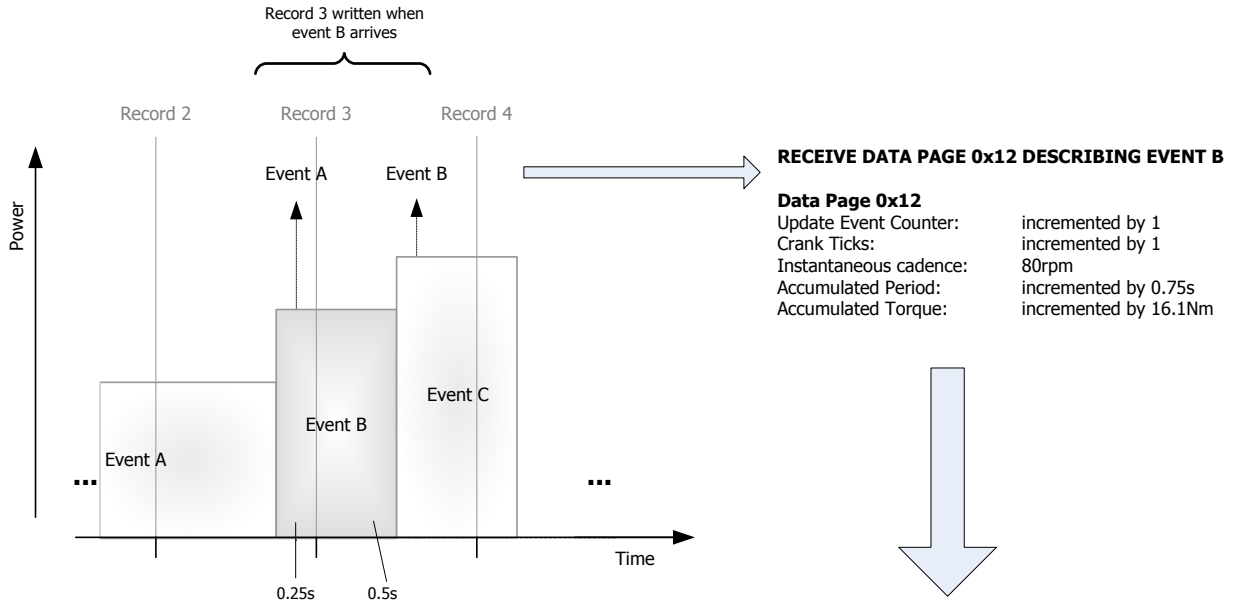 Record 3 written when
event B arrives
Record 2
Record 3
Record 4
Event A
Event B
Power
Event A
Event B
Event C
...
...
Time
0.25s
0.5s
RECEIVE DATA PAGE 0x12 DESCRIBING EVENT B
Data Page 0x12
Update Event Counter: incremented by 1
Crank Ticks: incremented by 1
Instantaneous cadence: 80rpm
Accumulated Period: incremented by 0.75s
Accumulated Torque: incremented by 16.1Nm